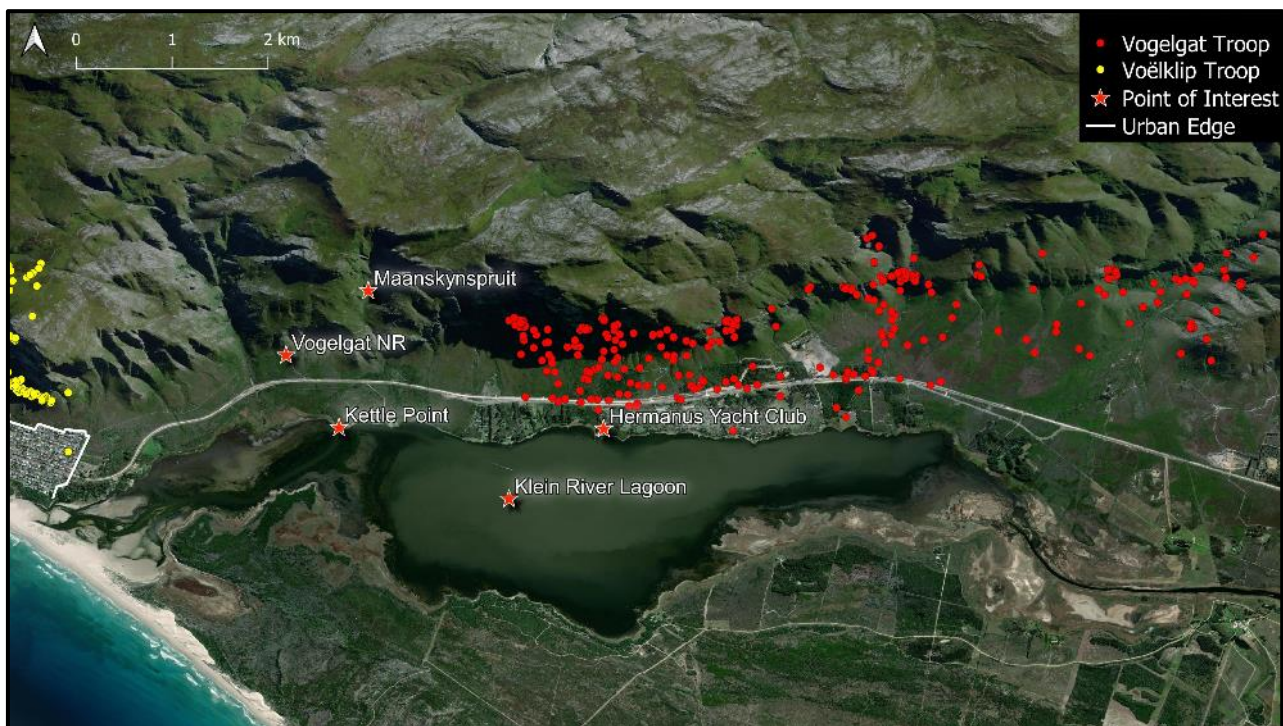 0 1 2 km
Vogelgat Troop
Voëlklip Troop
Point of Interest
Urban Edge
Maanskynspruit
Vogelgat NR
Kettle Point
Hermanus Yacht Club
Klein River Lagoon